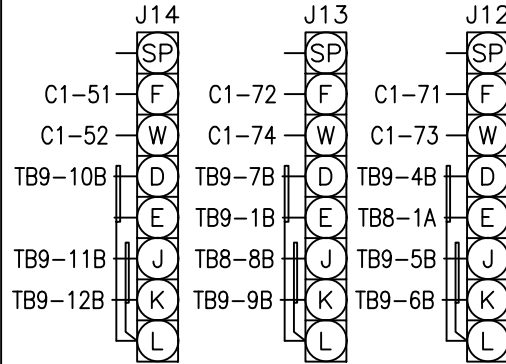 J14 J13 J12
SP SP SP
C1-51 F C1-72 F C1-71 F
C1-52 W C1-74 W C1-73 W
TB9-10B D TB9-7B D TB9-4B D
E TB9-1B E TB8-1A E
TB9-11B J TB8-8B J TB9-5B J
TB9-12B K TB9-9B K TB9-6B K
L L L